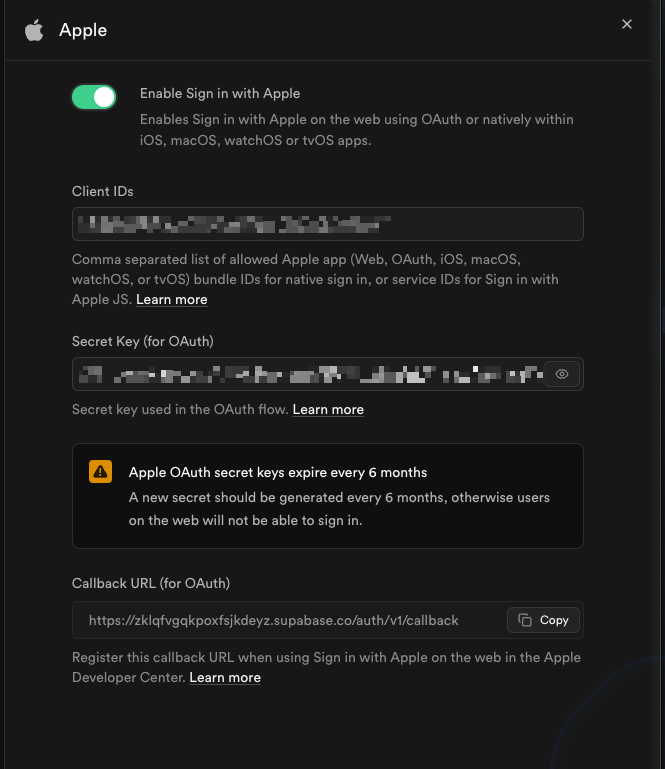 Apple
Enable Sign in with Apple
Enables Sign in with Apple on the web using OAuth or natively within
iOS, macOS, watchOS or tvOS apps.
Client IDs
Comma separated list of allowed Apple app (Web, OAuth, iOS, macOS,
watchOS, or tvOS) bundle IDs for native sign in, or service IDs for Sign in with
Apple JS. Learn more
Secret Key (for OAuth)
Secret key used in the OAuth flow. Learn more
Apple OAuth secret keys expire every 6 months
A new secret should be generated every 6 months, otherwise users
on the web will not be able to sign in.
Callback URL (for OAuth)
https://zklqfvgqkpoxfsjkdeyz.supabase.co/auth/v1/callback Copy
Register this callback URL when using Sign in with Apple on the web in the Apple
Developer Center. Learn more